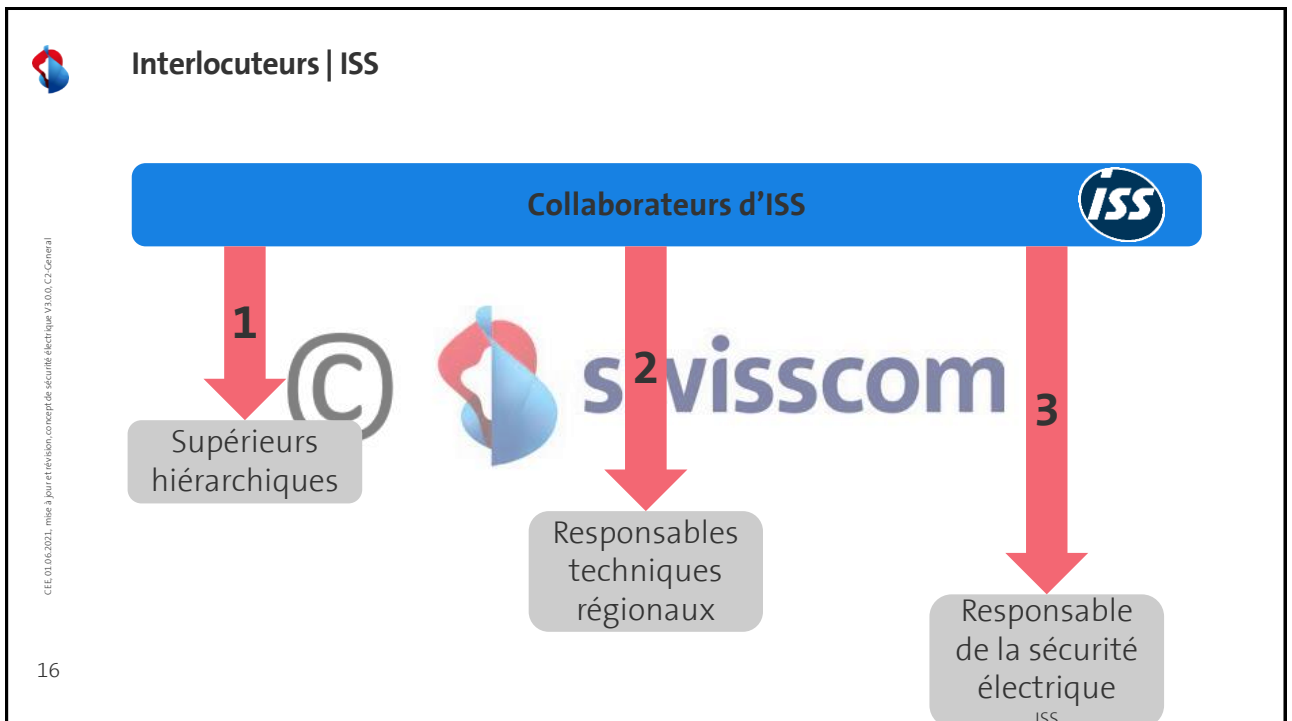 Interlocuteurs | ISS
Collaborateurs d'ISS
ISS
1
2
3
© swisscom
Supérieurs
hiérarchiques
Responsables
techniques
régionaux
Responsable
de la sécurité
électrique
ISS
CEE, 01.06.2021, mise à jour et révision, concept de sécurité électrique V3.0.0, C2-General
16